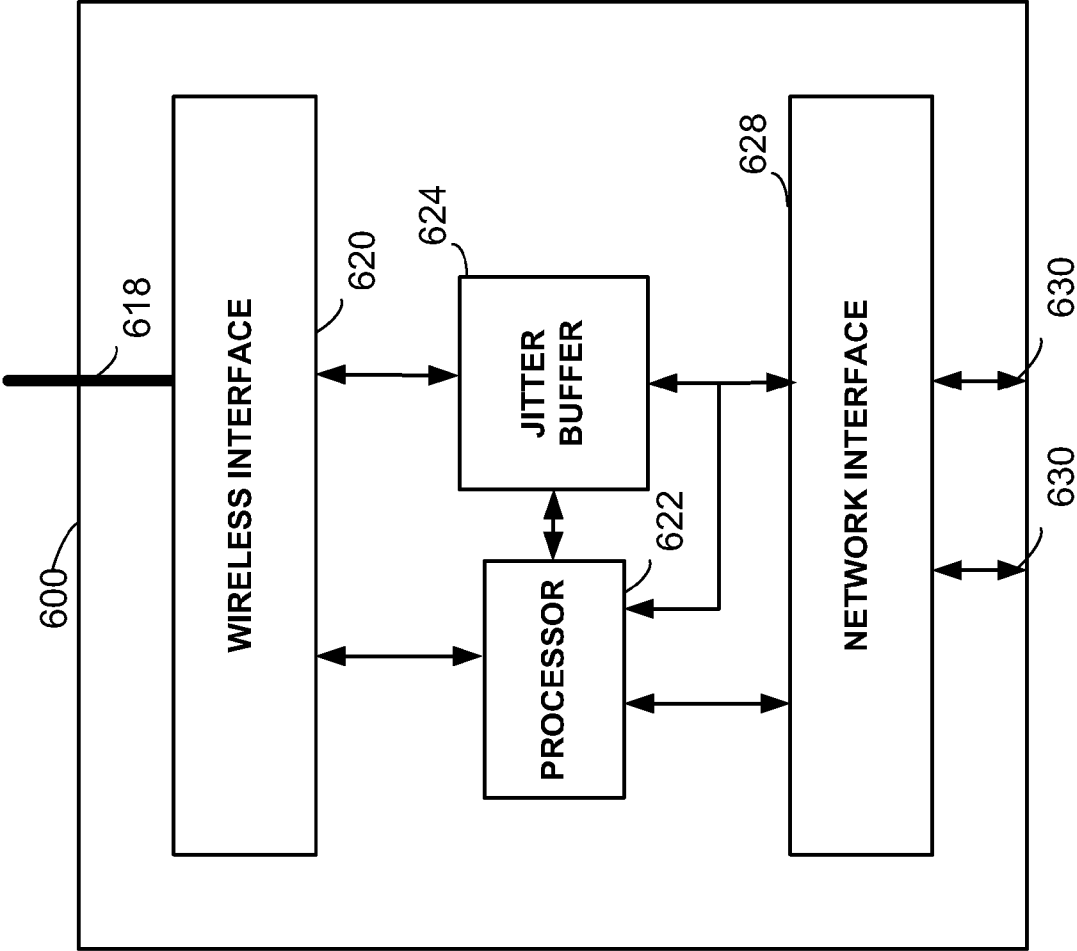 600
618
WIRELESS INTERFACE
620
624
JITTER
BUFFER
PROCESSOR
622
628
NETWORK INTERFACE
630
630